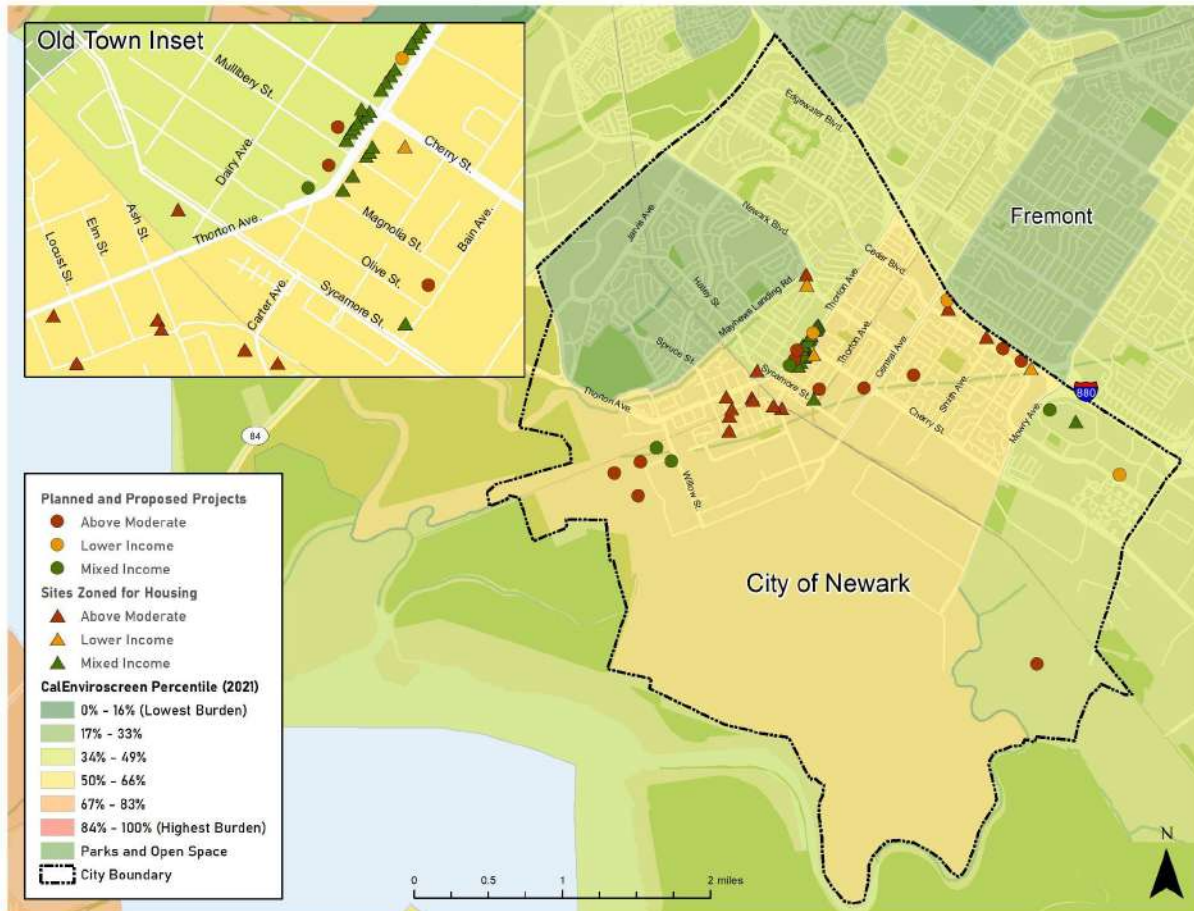 Old Town Inset
Mullibery St.
Dairy Ave.
Cherry St.
Ash St.
Elm St.
Locust St.
Thorton Ave.
Magnolia St.
Bain Ave.
Olive St.
Sycamore St.
Carter Ave.
84
Edgewater Blvd.
Fremont
Jarvis Ave.
Newark Blvd.
Cedar Blvd.
Haley St.
Mayhews Landing Rd.
Thorton Ave.
Spruce St.
Thorton Ave.
Central Ave.
Sycamore St.
Smith Ave.
880
Thorton Ave.
Cherry St.
Mowry Ave.
Willow St.
City of Newark
Planned and Proposed Projects
Above Moderate
Lower Income
Mixed Income
Sites Zoned for Housing
Above Moderate
Lower Income
Mixed Income
CalEnviroscreen Percentile (2021)
0% - 16% (Lowest Burden)
17% - 33%
34% - 49%
50% - 66%
67% - 83%
84% - 100% (Highest Burden)
Parks and Open Space
City Boundary
0 0.5 1 2 miles
N